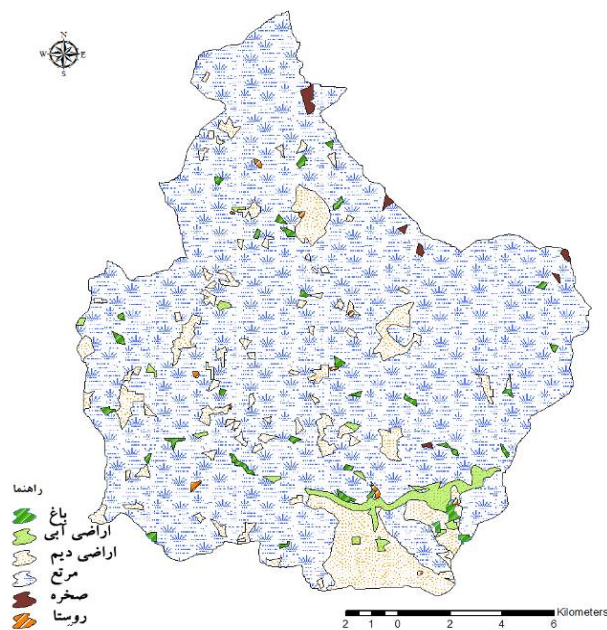 N
W E
S
راهنما
باغ
اراضی آبی
اراضی دیم
مرتع
صخره
روستا
Kilometers
2 1 0 2 4 6